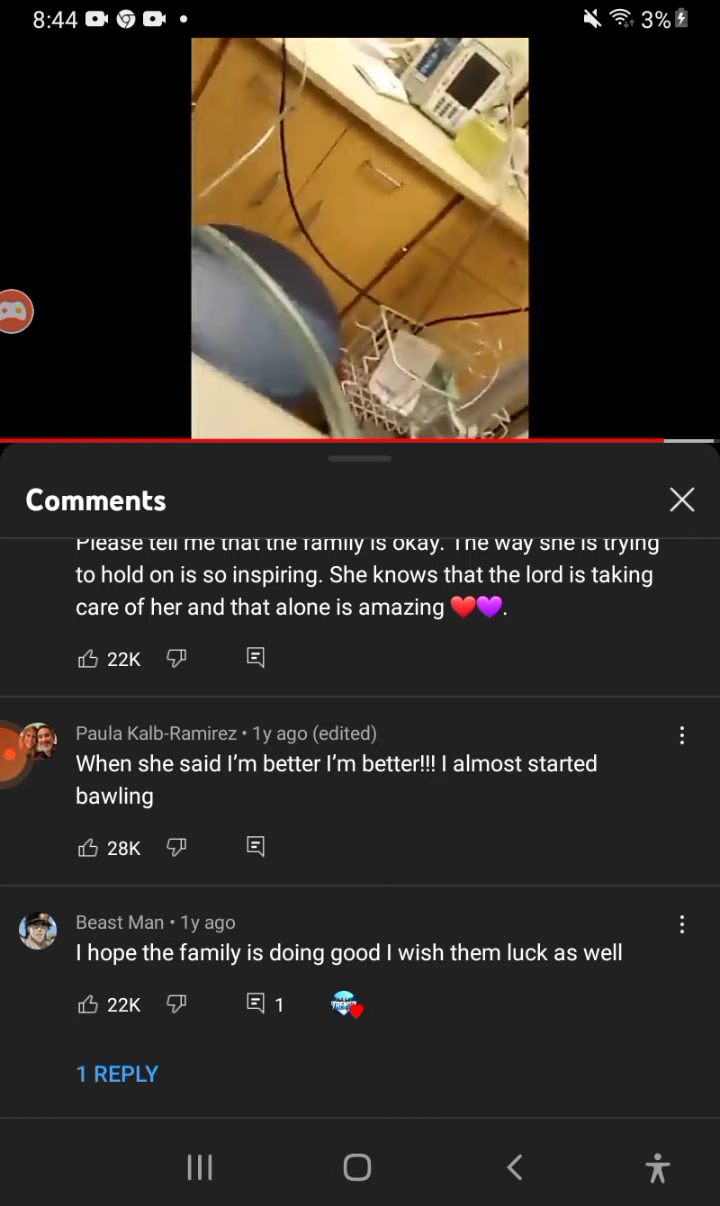 8:44
3%
Comments
Please tell me that the family is okay. The way she is trying
to hold on is so inspiring. She knows that the lord is taking
care of her and that alone is amazing ❤️💜.
22K
Paula Kalb-Ramirez • 1y ago (edited)
When she said I’m better I’m better!!! I almost started
bawling
28K
Beast Man • 1y ago
I hope the family is doing good I wish them luck as well
22K 1
1 REPLY